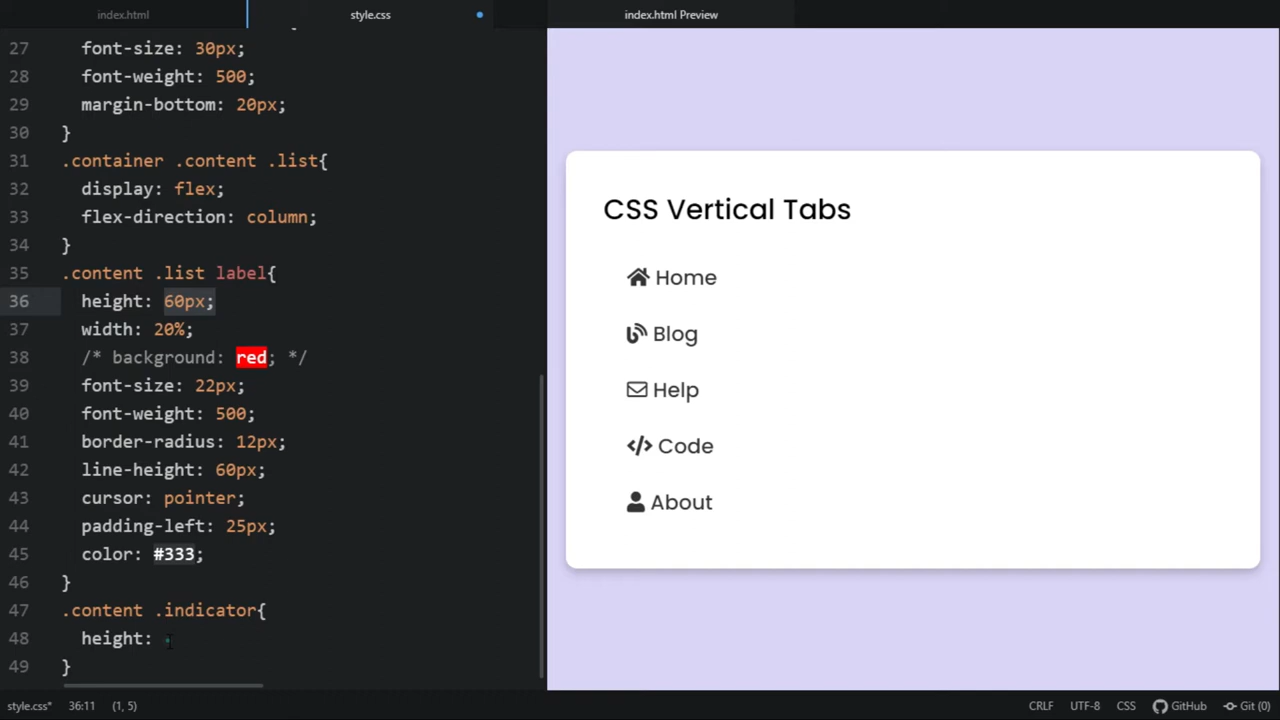 index.html
style.css
index.html Preview
27 font-size: 30px;
28 font-weight: 500;
29 margin-bottom: 20px;
30 }
31 .container .content .list{
32 display: flex;
33 flex-direction: column;
34 }
35 .content .list label{
36 height: 60px;
37 width: 20%;
38 /* background: red; */
39 font-size: 22px;
40 font-weight: 500;
41 border-radius: 12px;
42 line-height: 60px;
43 cursor: pointer;
44 padding-left: 25px;
45 color: #333;
46 }
47 .content .indicator{
48 height:
49 }
CSS Vertical Tabs
Home
Blog
Help
Code
About
style.css* 36:11 (1, 5) CRLF UTF-8 CSS GitHub Git (0)